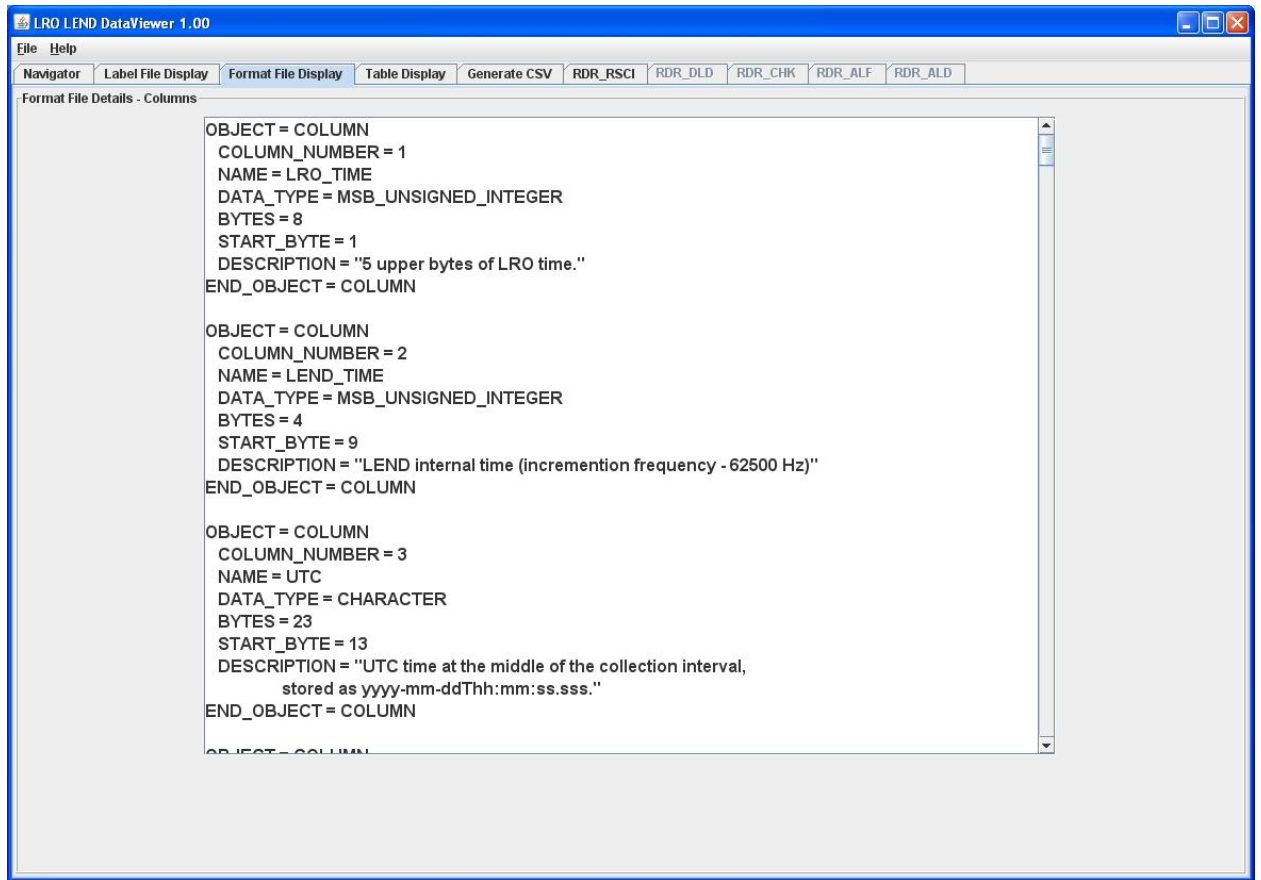 LRO LEND DataViewer 1.00
File Help
Navigator Label File Display Format File Display Table Display Generate CSV RDR_RSCI RDR_DLD RDR_CHK RDR_ALF RDR_ALD
Format File Details - Columns
OBJECT = COLUMN
COLUMN_NUMBER = 1
NAME = LRO_TIME
DATA_TYPE = MSB_UNSIGNED_INTEGER
BYTES = 8
START_BYTE = 1
DESCRIPTION = "5 upper bytes of LRO time."
END_OBJECT = COLUMN
OBJECT = COLUMN
COLUMN_NUMBER = 2
NAME = LEND_TIME
DATA_TYPE = MSB_UNSIGNED_INTEGER
BYTES = 4
START_BYTE = 9
DESCRIPTION = "LEND internal time (incremention frequency - 62500 Hz)"
END_OBJECT = COLUMN
OBJECT = COLUMN
COLUMN_NUMBER = 3
NAME = UTC
DATA_TYPE = CHARACTER
BYTES = 23
START_BYTE = 13
DESCRIPTION = "UTC time at the middle of the collection interval,
stored as yyyy-mm-ddThh:mm:ss.sss."
END_OBJECT = COLUMN
OBJECT = COLUMN